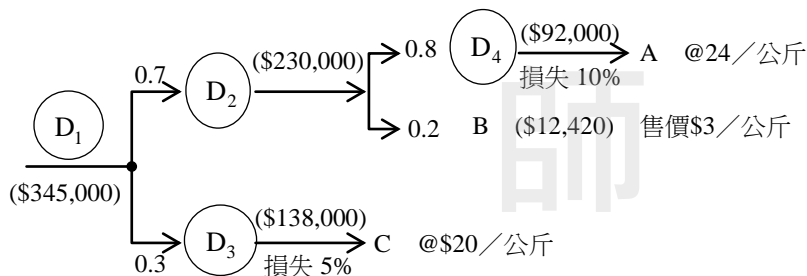 D₁
($345,000)
0.7
D₂
($230,000)
0.8
D₄
($92,000)
損失 10%
A @24／公斤
0.2 B ($12,420) 售價$3／公斤
0.3
D₃
($138,000)
損失 5%
C @$20／公斤
師